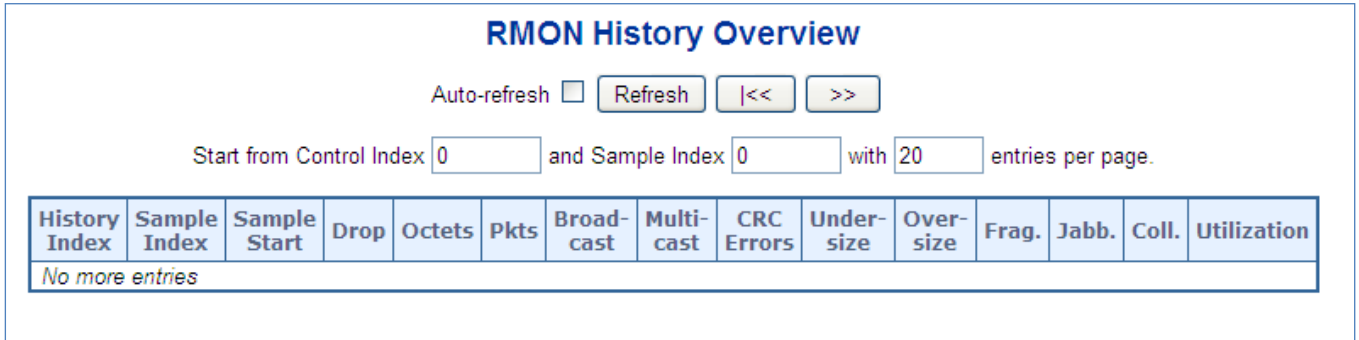 RMON History Overview
Auto-refresh Refresh |<< >>
Start from Control Index 0 and Sample Index 0 with 20 entries per page.
History Index Sample Index Sample Start Drop Octets Pkts Broad-cast Multi-cast CRC Errors Under-size Over-size Frag. Jabb. Coll. Utilization
No more entries